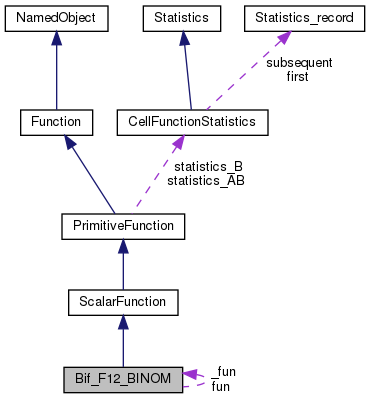 NamedObject
Statistics
Statistics_record
subsequent
first
Function
CellFunctionStatistics
statistics_B
statistics_AB
PrimitiveFunction
ScalarFunction
Bif_F12_BINOM
_fun
fun